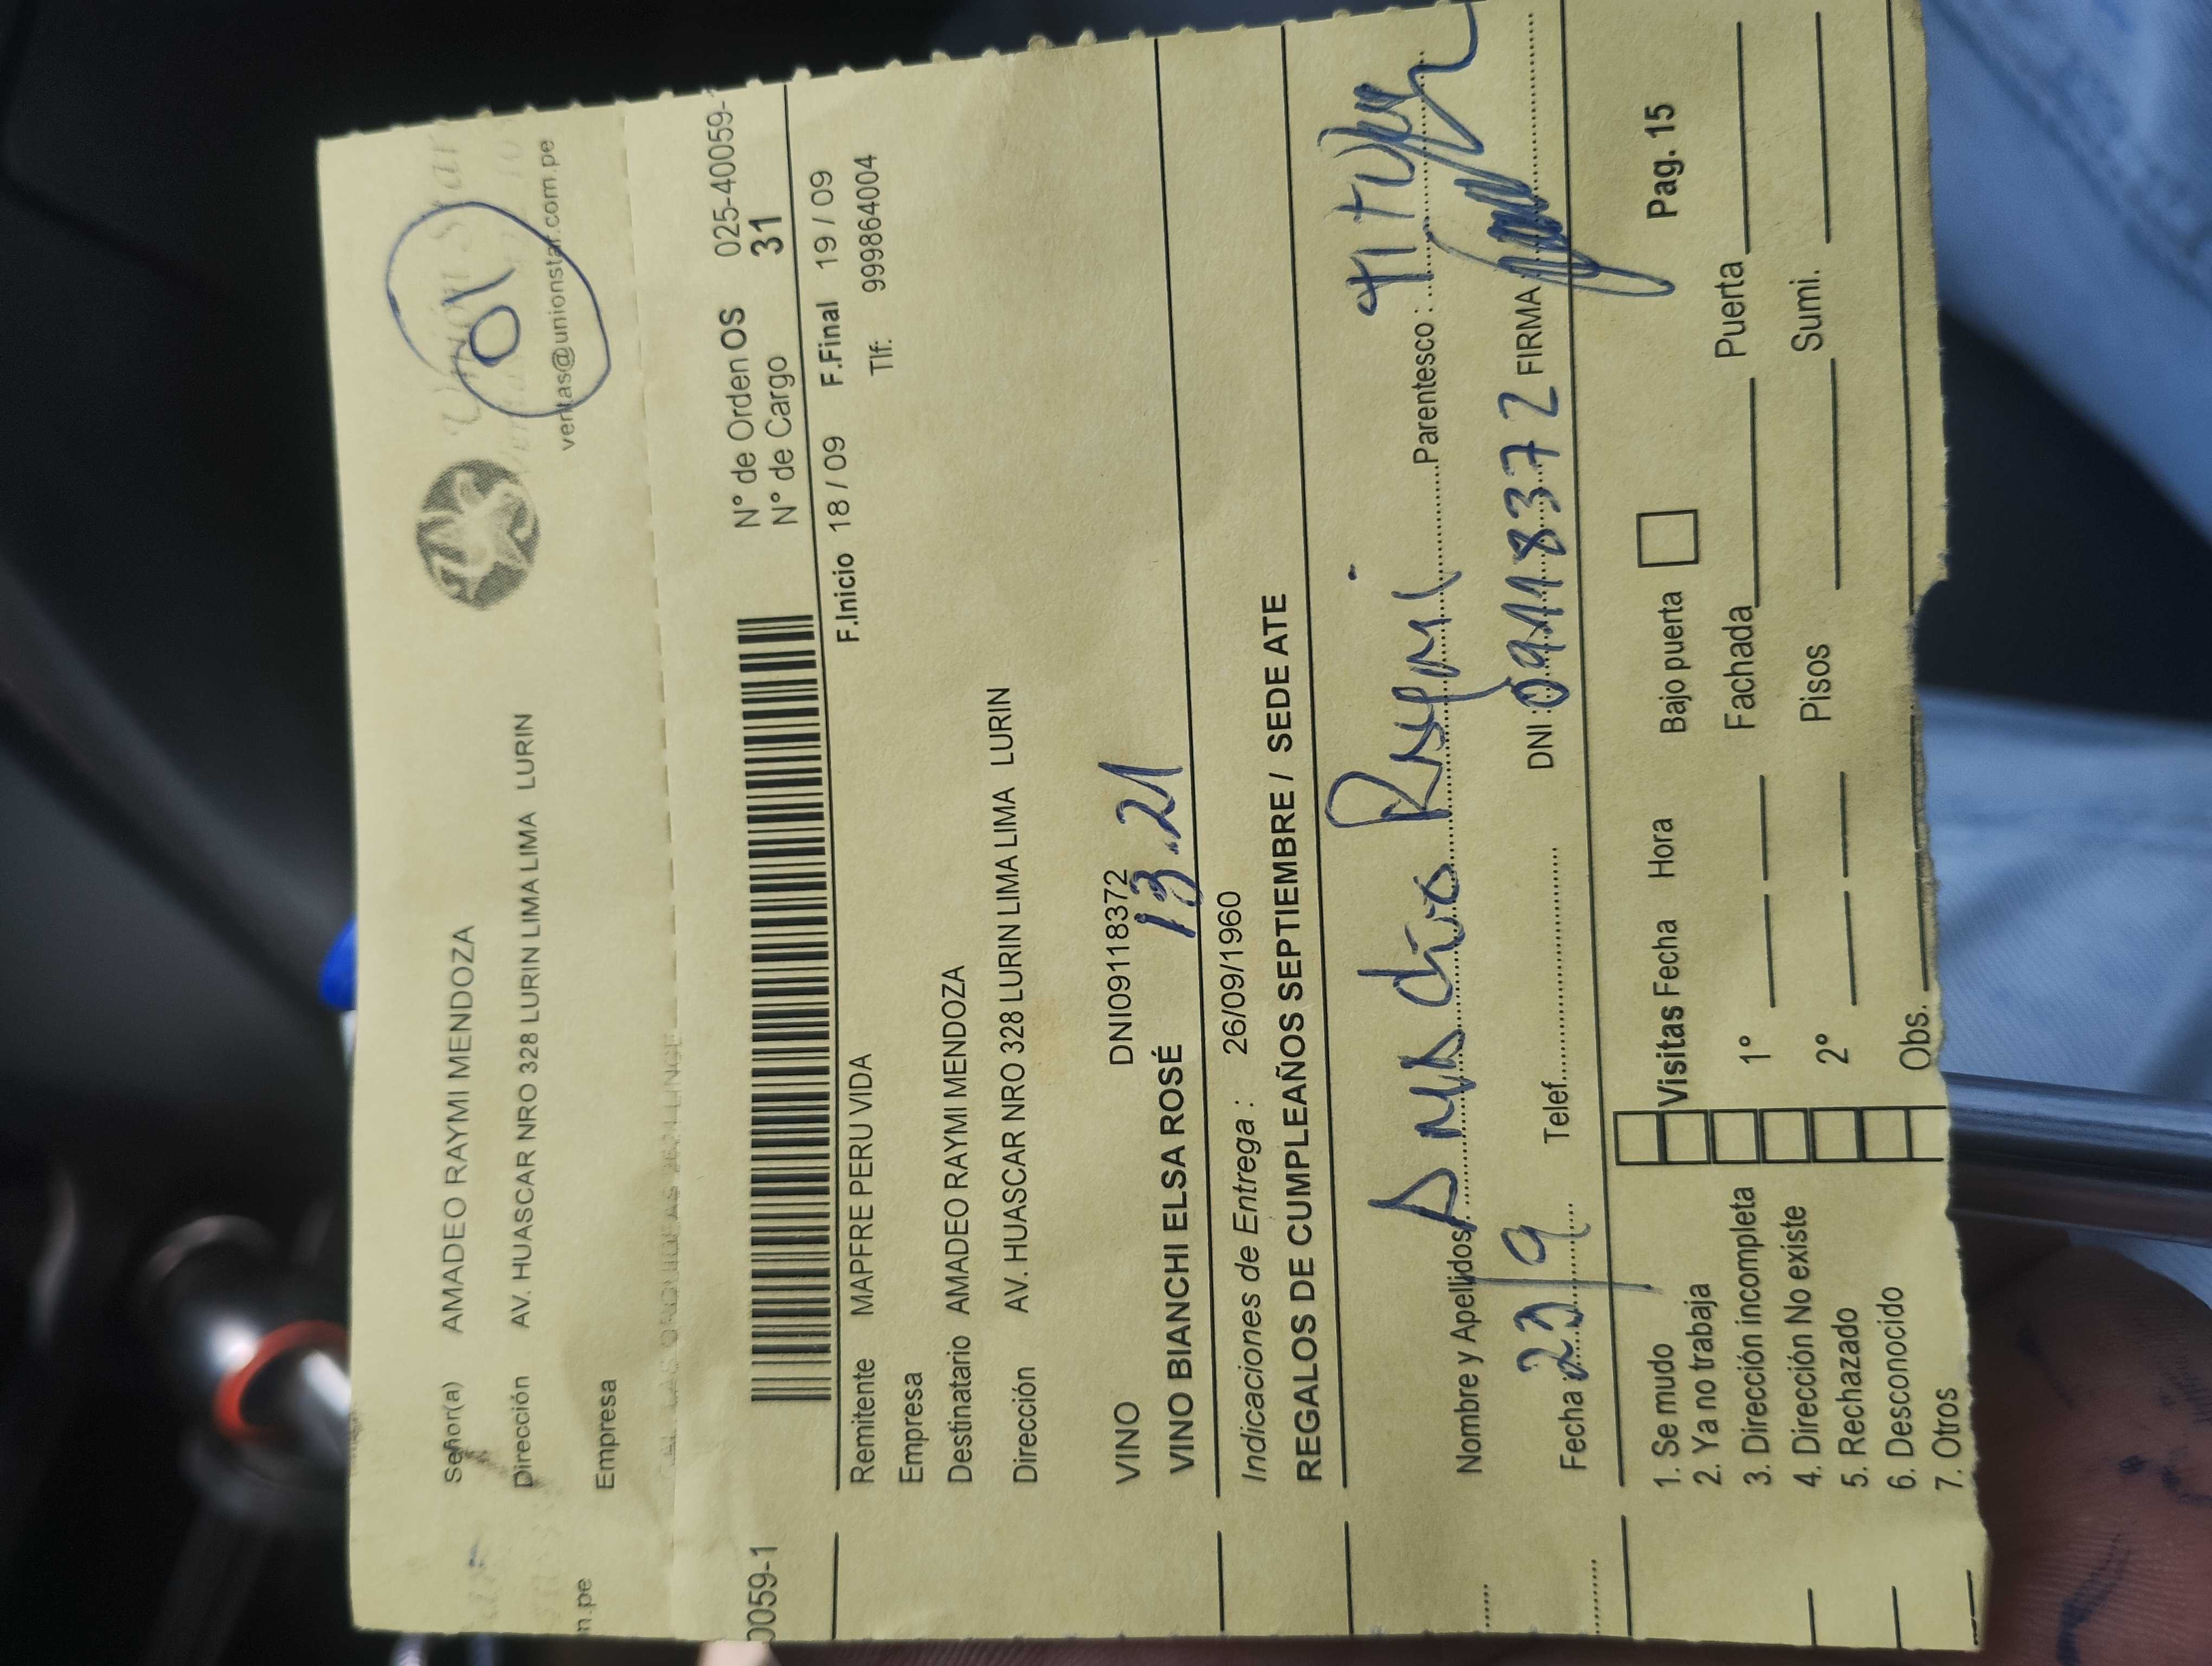 Señor(a) AMADEO RAYMI MENDOZA
Dirección AV. HUASCAR NRO 328 LURIN LIMA LIMA LURIN
01
ventas@unionstar.com.pe
Empresa
n.pe
0059-1
N° de Orden OS 025-40059-
N° de Cargo 31
F.Inicio 18 / 09 F.Final 19 / 09
Remitente MAPFRE PERU VIDA
Tlf: 999864004
Empresa
Destinatario AMADEO RAYMI MENDOZA
Dirección AV. HUASCAR NRO 328 LURIN LIMA LIMA LURIN
VINO DNI09118372
VINO BIANCHI ELSA ROSÉ 13.21
Indicaciones de Entrega : 26/09/1960
REGALOS DE CUMPLEAÑOS SEPTIEMBRE / SEDE ATE
Nombre y Apellidos Amadeo Raymi Parentesco : titular
Fecha : 22/9 Telef. DNI : 09118372 FIRMA
1. Se mudo Visitas Fecha Hora Bajo puerta Pag. 15
2. Ya no trabaja
3. Dirección incompleta 1° Fachada Puerta
4. Dirección No existe
5. Rechazado 2° Pisos Sumi.
6. Desconocido
7. Otros Obs.